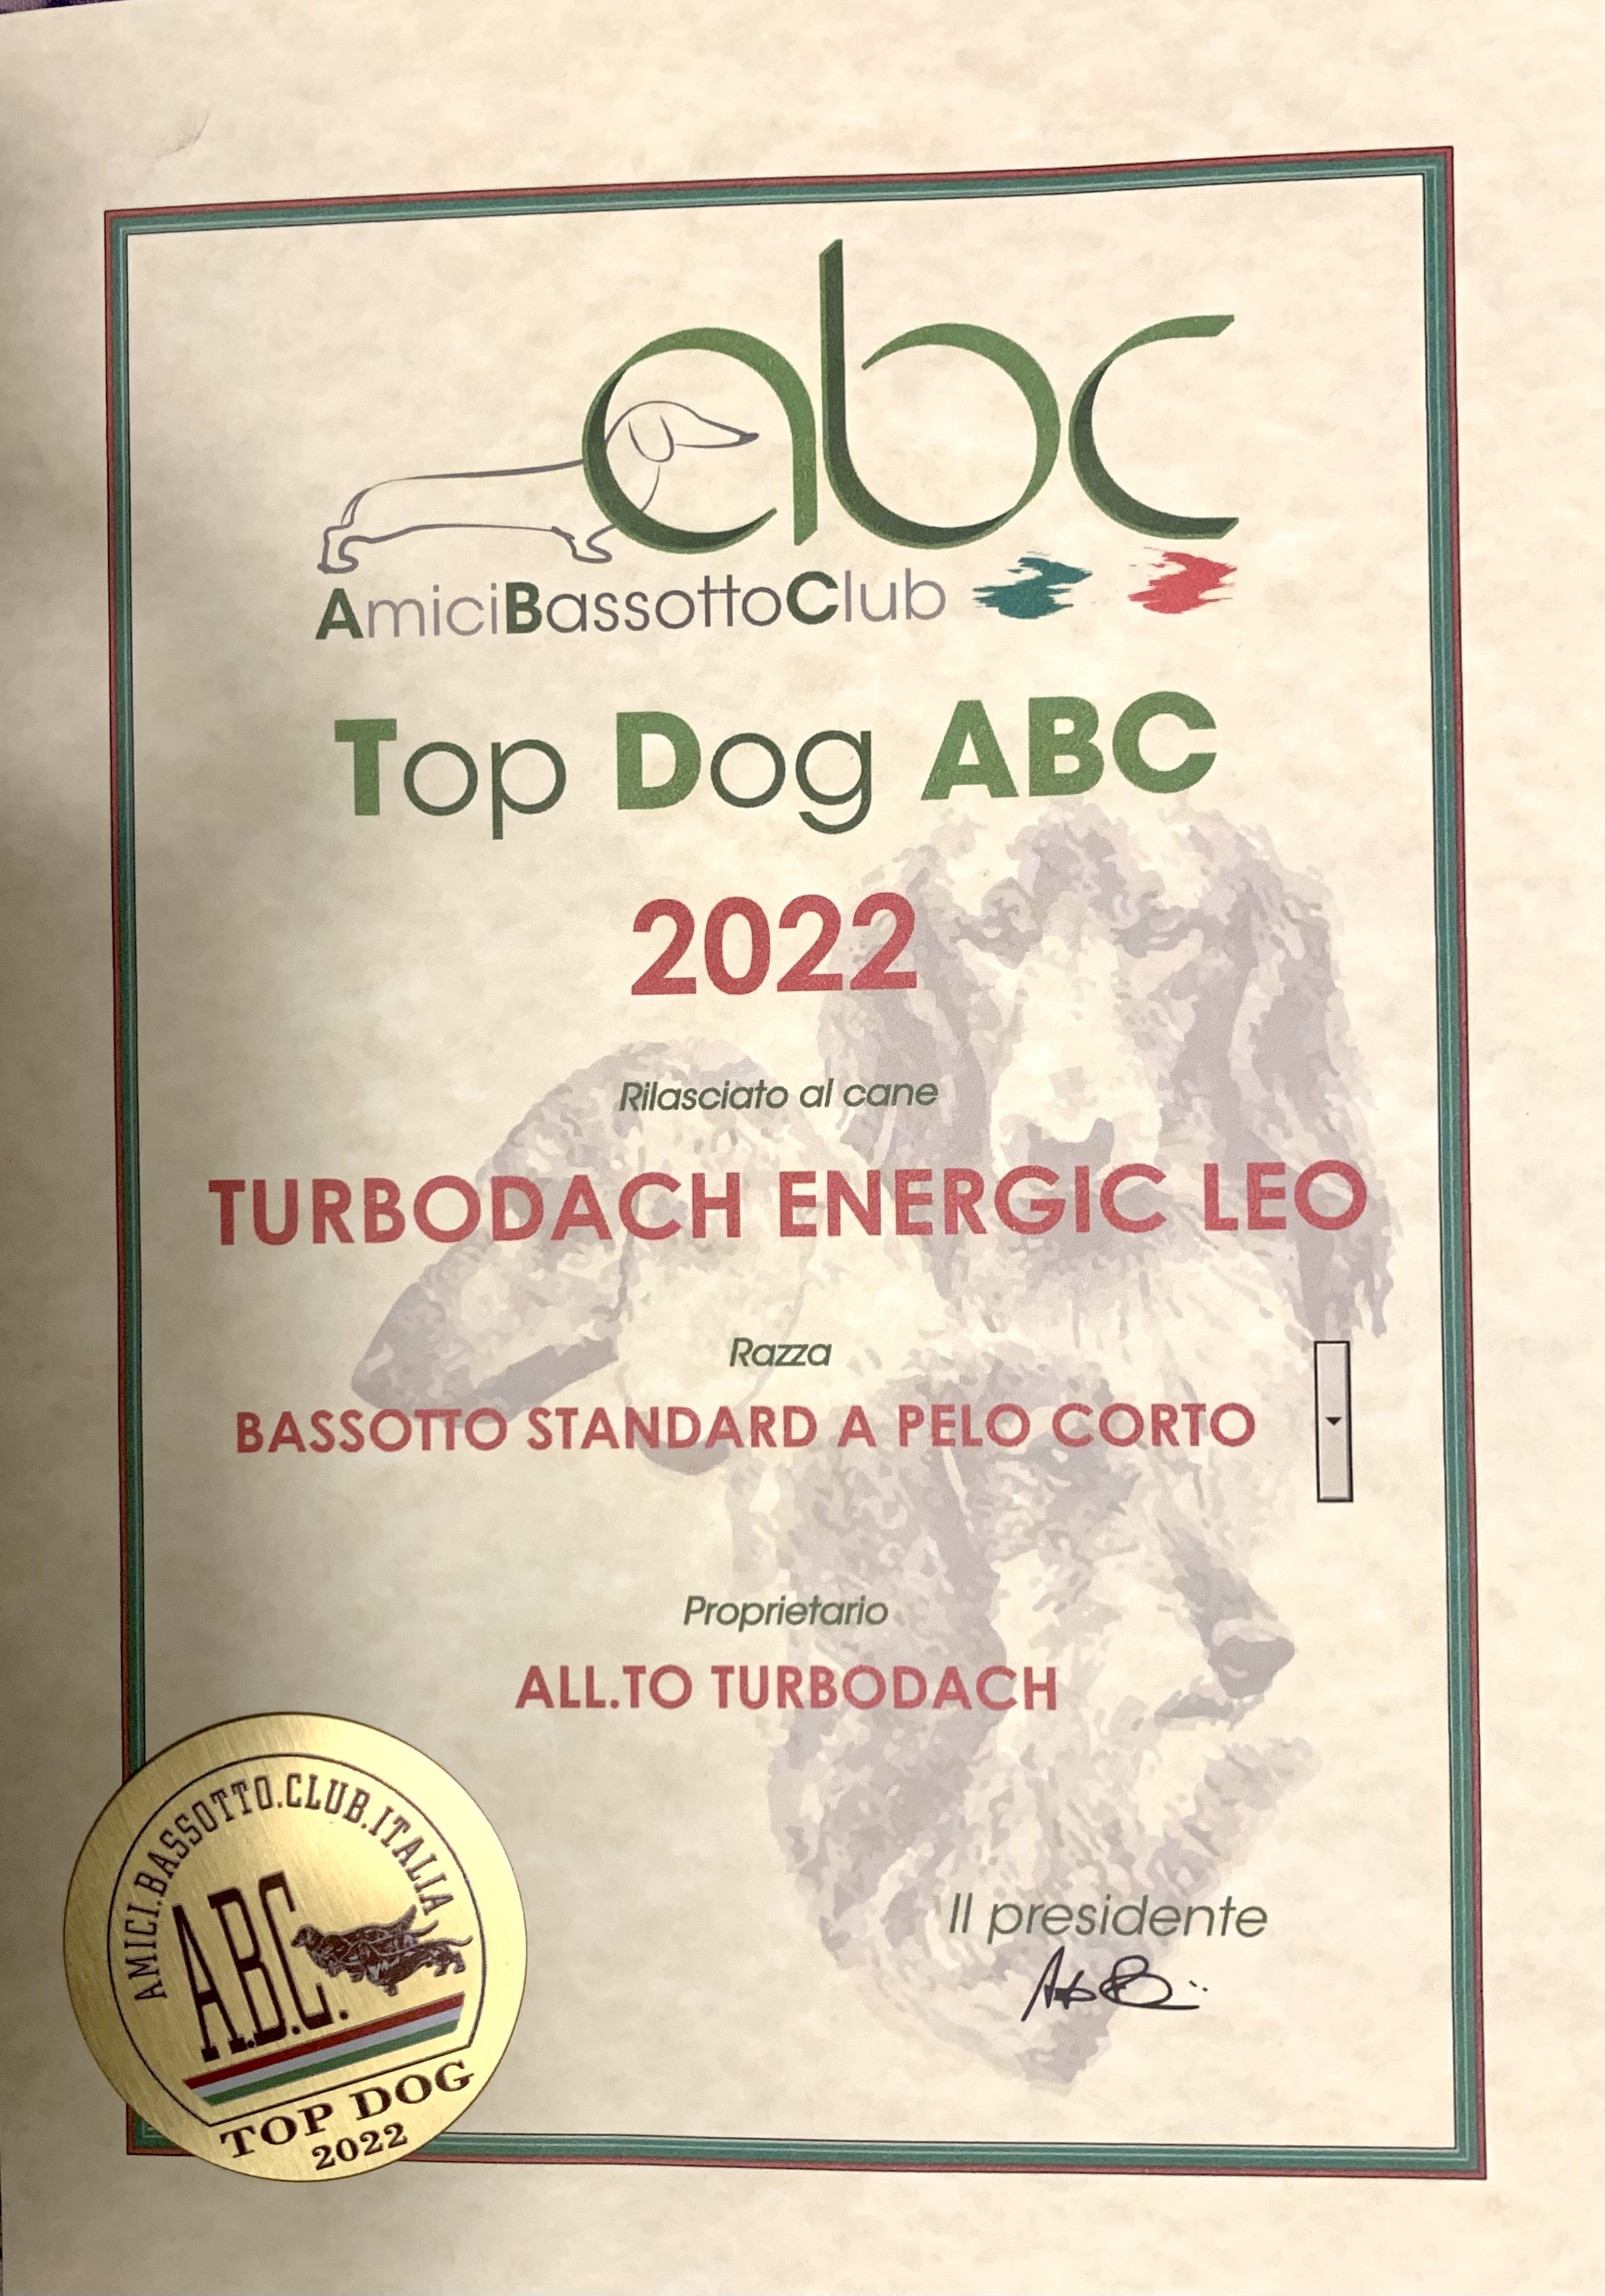 abc
AmiciBassottoClub
Top Dog ABC
2022
Rilasciato al cane
TURBODACH ENERGIC LEO
Razza
BASSOTTO STANDARD A PELO CORTO
Proprietario
ALL.TO TURBODACH
Il presidente
AMICI.BASSOTTO.CLUB.ITALIA
A.B.C.
TOP DOG
2022